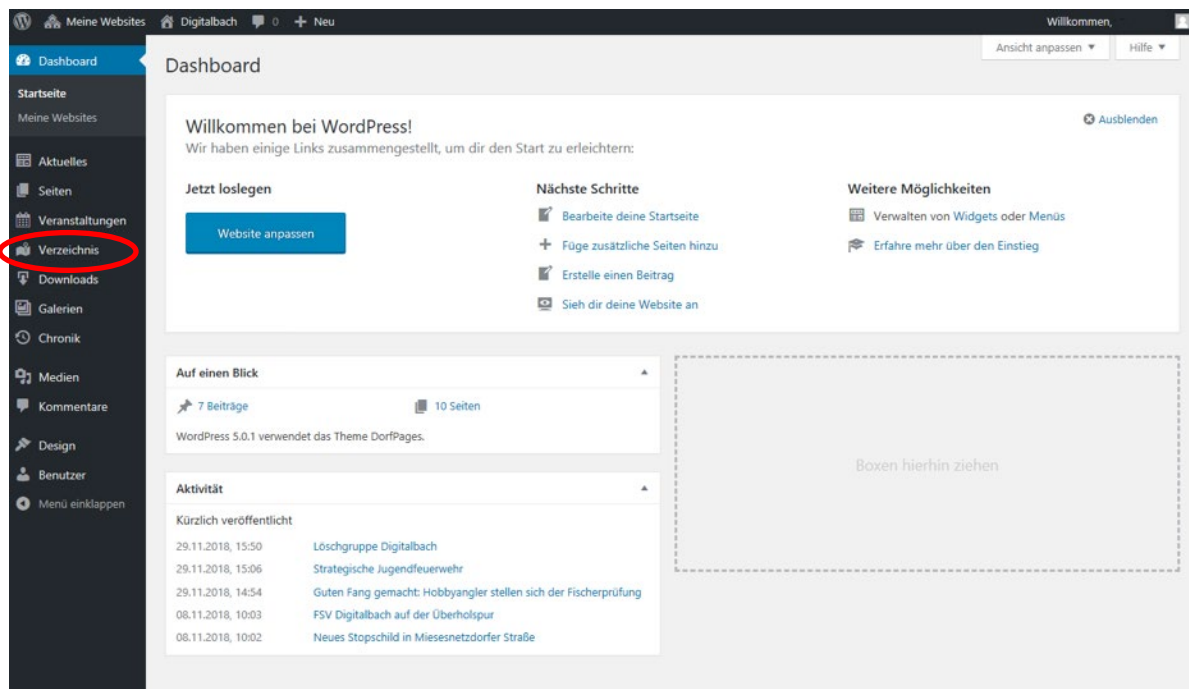 Meine Websites Digitalbach 0 Neu Willkommen,
Ansicht anpassen Hilfe
Dashboard
Startseite
Meine Websites
Aktuelles
Seiten
Veranstaltungen
Verzeichnis
Downloads
Galerien
Chronik
Medien
Kommentare
Design
Benutzer
Menü einklappen
Dashboard
Willkommen bei WordPress!
Ausblenden
Wir haben einige Links zusammengestellt, um dir den Start zu erleichtern:
Jetzt loslegen
Website anpassen
Nächste Schritte
Bearbeite deine Startseite
Füge zusätzliche Seiten hinzu
Erstelle einen Beitrag
Sieh dir deine Website an
Weitere Möglichkeiten
Verwalten von Widgets oder Menüs
Erfahre mehr über den Einstieg
Auf einen Blick
7 Beiträge 10 Seiten
WordPress 5.0.1 verwendet das Theme DorfPages.
Aktivität
Kürzlich veröffentlicht
29.11.2018, 15:50 Löschgruppe Digitalbach
29.11.2018, 15:06 Strategische Jugendfeuerwehr
29.11.2018, 14:54 Guten Fang gemacht: Hobbyangler stellen sich der Fischerprüfung
08.11.2018, 10:03 FSV Digitalbach auf der Überholspur
08.11.2018, 10:02 Neues Stopschild in Miesesnetzdorfer Straße
Boxen hierhin ziehen